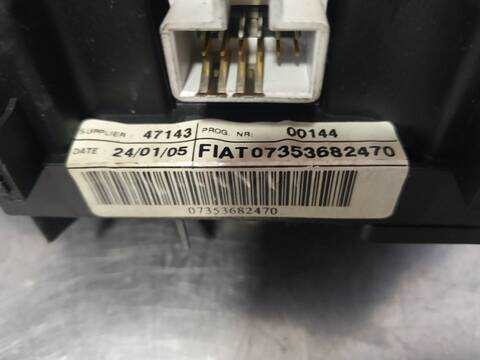 SUPPLIER : 47143 PROG. NR: 00144
DATE 24/01/05 FIAT07353682470
07353682470